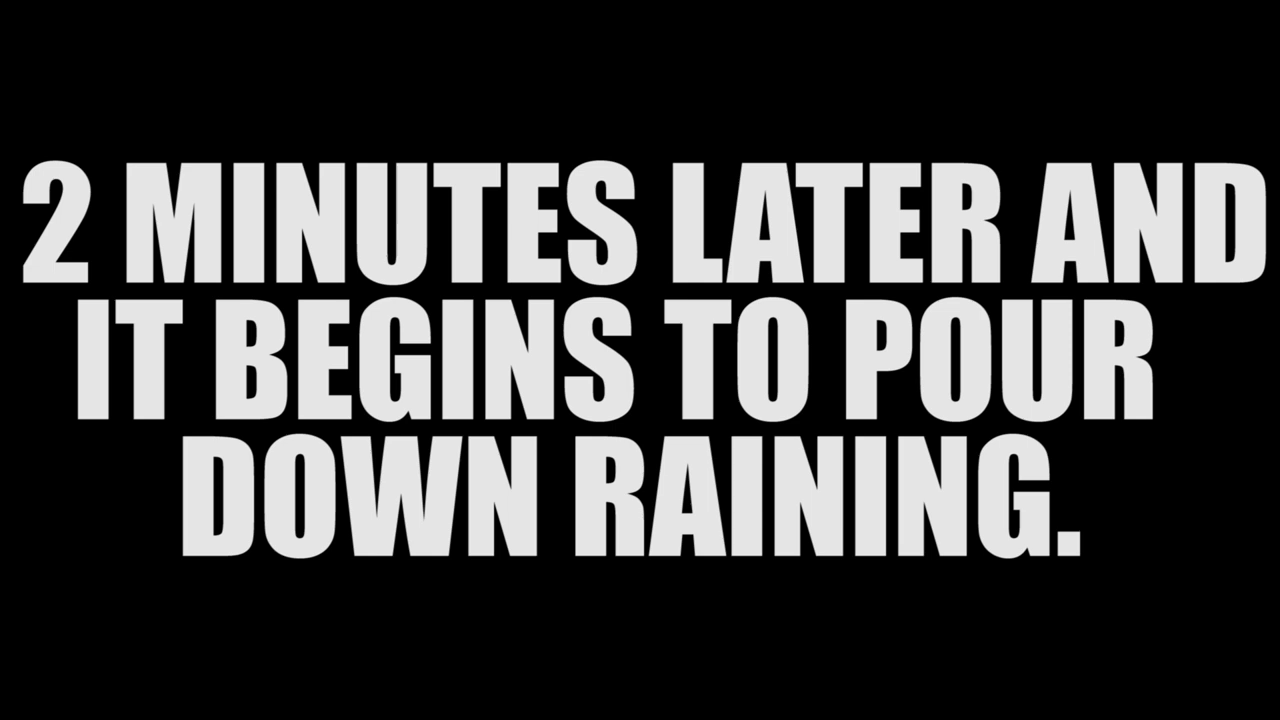 2 MINUTES LATER AND
IT BEGINS TO POUR
DOWN RAINING.